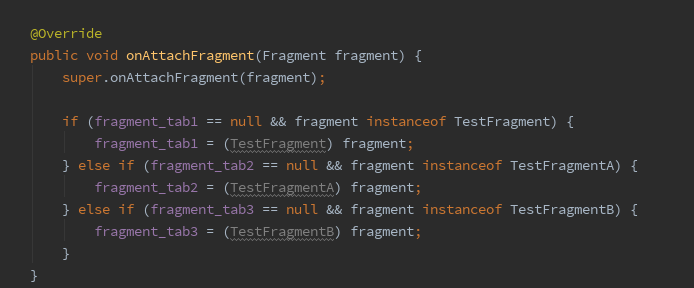 @Override
public void onAttachFragment(Fragment fragment) {
    super.onAttachFragment(fragment);

    if (fragment_tab1 == null && fragment instanceof TestFragment) {
        fragment_tab1 = (TestFragment) fragment;
    } else if (fragment_tab2 == null && fragment instanceof TestFragmentA) {
        fragment_tab2 = (TestFragmentA) fragment;
    } else if (fragment_tab3 == null && fragment instanceof TestFragmentB) {
        fragment_tab3 = (TestFragmentB) fragment;
    }
}